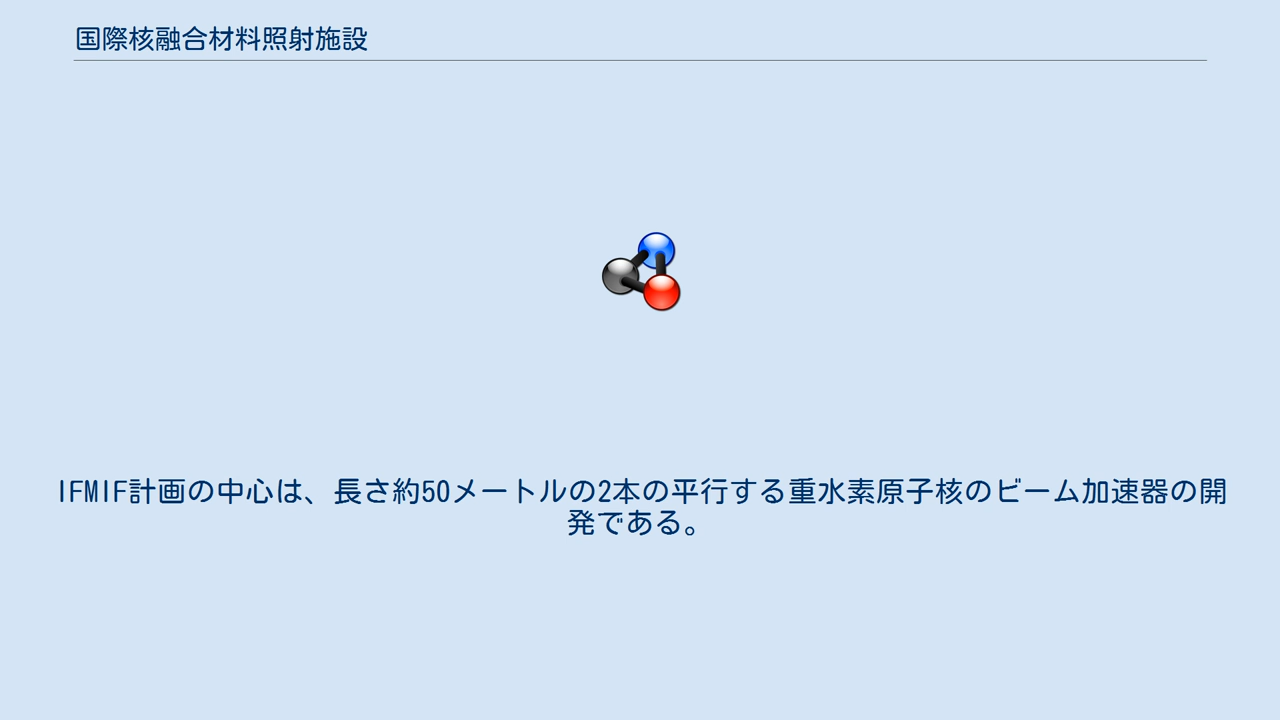 国際核融合材料照射施設
IFMIF計画の中心は、長さ約50メートルの2本の平行する重水素原子核のビーム加速器の開
発である。